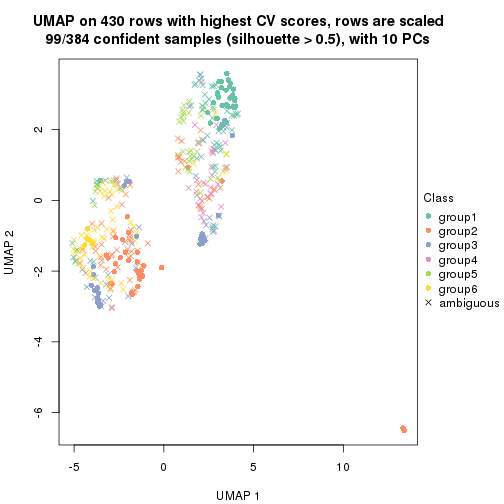 UMAP on 430 rows with highest CV scores, rows are scaled
99/384 confident samples (silhouette > 0.5), with 10 PCs
2
0
-2
-4
-6
UMAP 2
-5
0
5
10
UMAP 1
Class
group1
group2
group3
group4
group5
group6
ambiguous